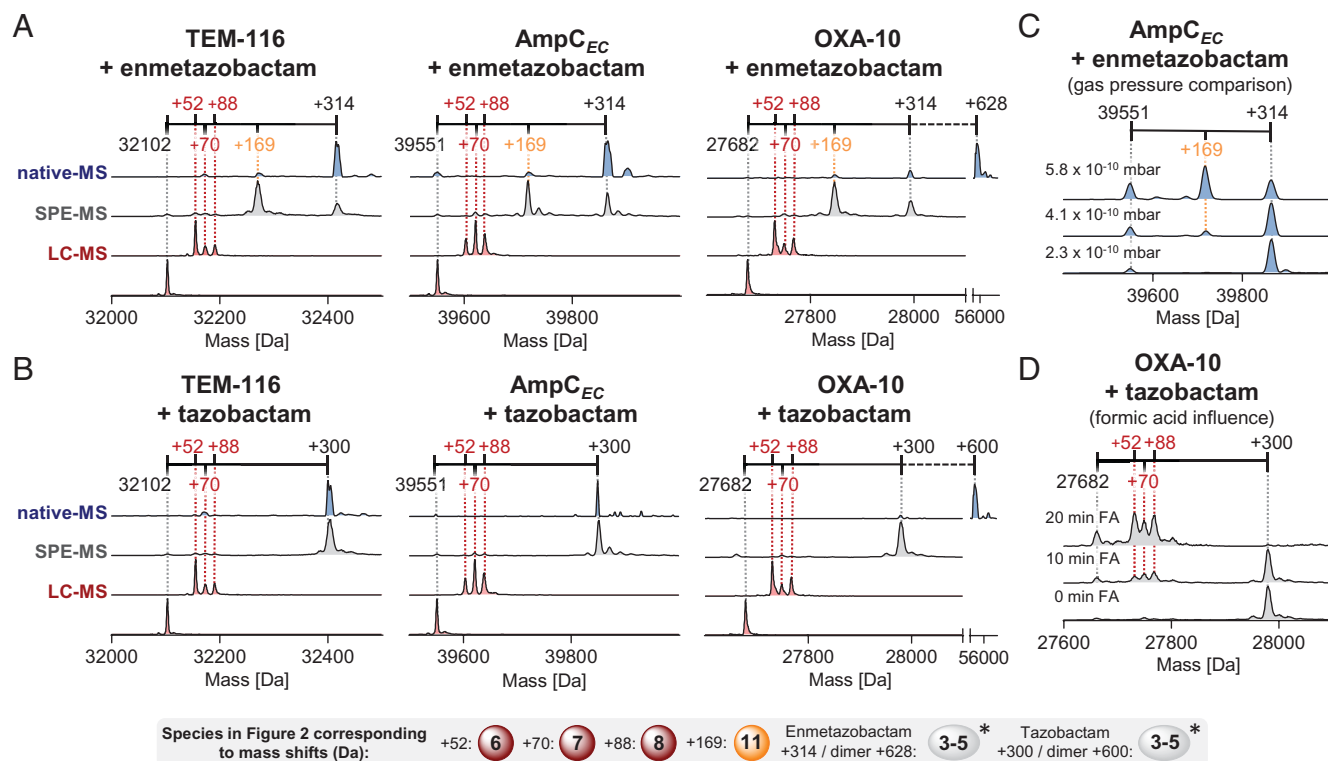 A
TEM-116
+ enmetazobactam
+52 +88 +314
32102 +70 +169
native-MS
SPE-MS
LC-MS
32000 32200 32400
Mass [Da]
AmpCEC
+ enmetazobactam
+52 +88 +314
39551 +70 +169
39600 39800
Mass [Da]
OXA-10
+ enmetazobactam
+52 +88 +314 +628
27682 +70 +169
27800 28000 56000
Mass [Da]
B
TEM-116
+ tazobactam
+52 +88 +300
32102 +70
native-MS
SPE-MS
LC-MS
32000 32200 32400
Mass [Da]
AmpCEC
+ tazobactam
+52 +88 +300
39551 +70
39600 39800
Mass [Da]
OXA-10
+ tazobactam
+52 +88 +300 +600
27682 +70
27800 28000 56000
Mass [Da]
C
AmpCEC
+ enmetazobactam
(gas pressure comparison)
39551 +314
+169
5.8 x 10-10 mbar
4.1 x 10-10 mbar
2.3 x 10-10 mbar
39600 39800
Mass [Da]
D
OXA-10
+ tazobactam
(formic acid influence)
+52 +88 +300
27682 +70
20 min FA
10 min FA
0 min FA
27600 27800 28000
Mass [Da]
Species in Figure 2 corresponding
to mass shifts (Da):
+52: 6 +70: 7 +88: 8 +169: 11
Enmetazobactam
+314 / dimer +628: 3-5 *
Tazobactam
+300 / dimer +600: 3-5 *